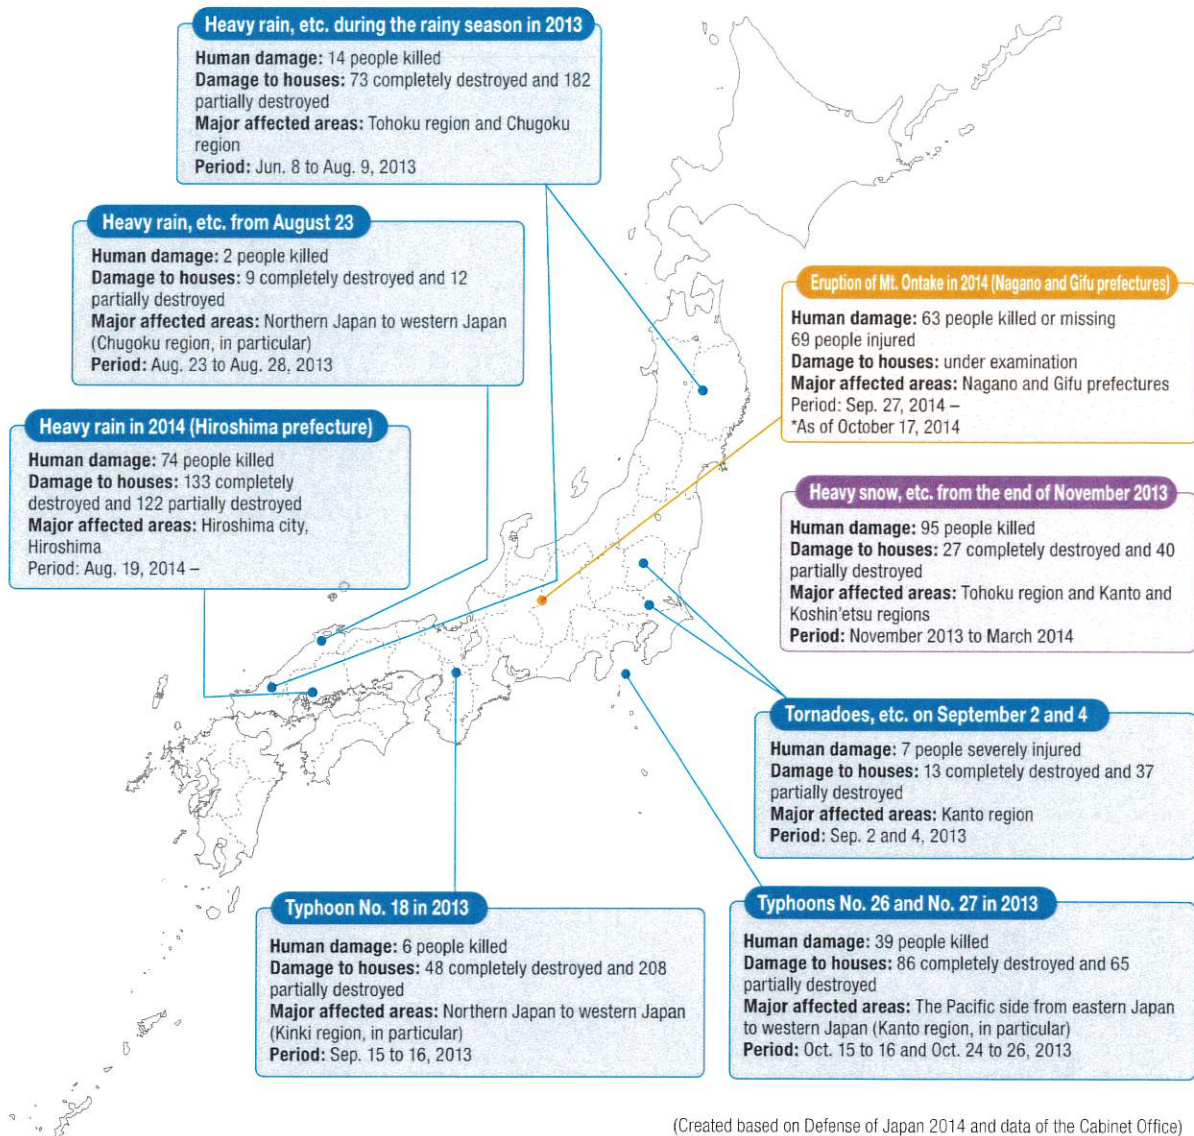 Heavy rain, etc. during the rainy season in 2013
Human damage: 14 people killed
Damage to houses: 73 completely destroyed and 182
partially destroyed
Major affected areas: Tohoku region and Chugoku
region
Period: Jun. 8 to Aug. 9, 2013
Heavy rain, etc. from August 23
Human damage: 2 people killed
Damage to houses: 9 completely destroyed and 12
partially destroyed
Major affected areas: Northern Japan to western Japan
(Chugoku region, in particular)
Period: Aug. 23 to Aug. 28, 2013
Eruption of Mt. Ontake in 2014 (Nagano and Gifu prefectures)
Human damage: 63 people killed or missing
69 people injured
Damage to houses: under examination
Major affected areas: Nagano and Gifu prefectures
Period: Sep. 27, 2014 –
*As of October 17, 2014
Heavy rain in 2014 (Hiroshima prefecture)
Human damage: 74 people killed
Damage to houses: 133 completely
destroyed and 122 partially destroyed
Major affected areas: Hiroshima city,
Hiroshima
Period: Aug. 19, 2014 –
Heavy snow, etc. from the end of November 2013
Human damage: 95 people killed
Damage to houses: 27 completely destroyed and 40
partially destroyed
Major affected areas: Tohoku region and Kanto and
Koshin'etsu regions
Period: November 2013 to March 2014
Tornadoes, etc. on September 2 and 4
Human damage: 7 people severely injured
Damage to houses: 13 completely destroyed and 37
partially destroyed
Major affected areas: Kanto region
Period: Sep. 2 and 4, 2013
Typhoon No. 18 in 2013
Human damage: 6 people killed
Damage to houses: 48 completely destroyed and 208
partially destroyed
Major affected areas: Northern Japan to western Japan
(Kinki region, in particular)
Period: Sep. 15 to 16, 2013
Typhoons No. 26 and No. 27 in 2013
Human damage: 39 people killed
Damage to houses: 86 completely destroyed and 65
partially destroyed
Major affected areas: The Pacific side from eastern Japan
to western Japan (Kanto region, in particular)
Period: Oct. 15 to 16 and Oct. 24 to 26, 2013
(Created based on Defense of Japan 2014 and data of the Cabinet Office)